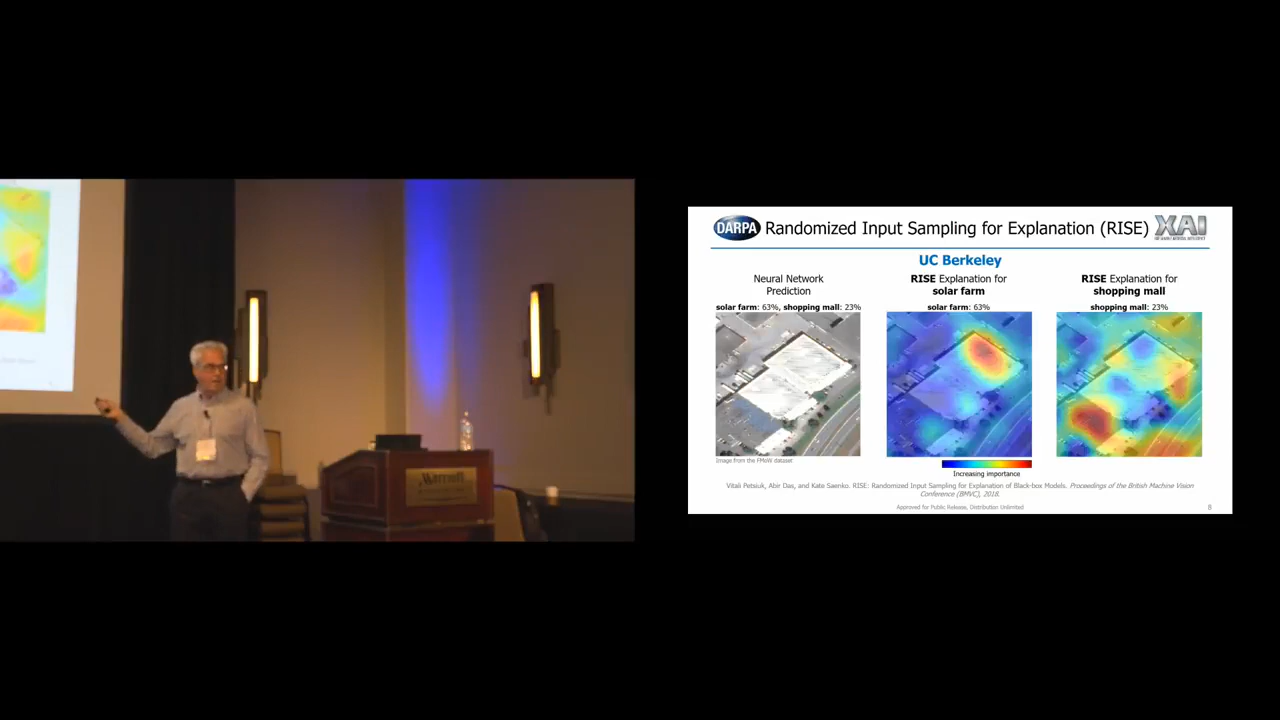 DARPA
Randomized Input Sampling for Explanation (RISE)
XAI
UC Berkeley
Neural Network
Prediction
RISE Explanation for
solar farm
RISE Explanation for
shopping mall
solar farm: 63%, shopping mall: 23%
solar farm: 63%
shopping mall: 23%
Image from the FMoW dataset
Increasing importance
Vitali Petsiuk, Abir Das, and Kate Saenko. RISE: Randomized Input Sampling for Explanation of Black-box Models. Proceedings of the British Machine Vision
Conference (BMVC), 2018.
Approved for Public Release, Distribution Unlimited
8
Marriott